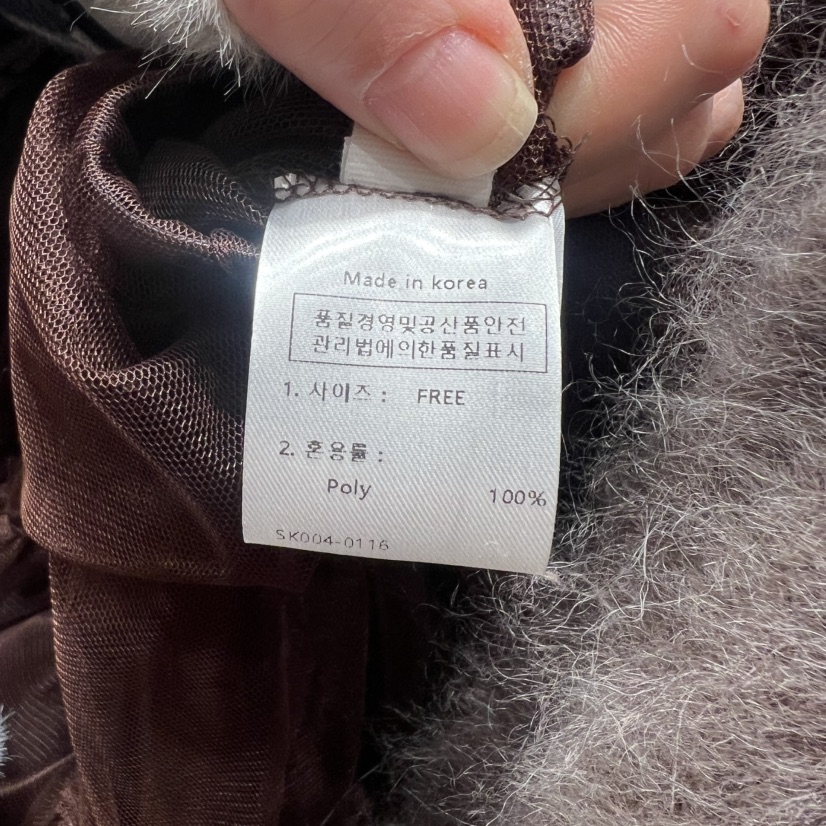 Made in korea
품질경영및공산품안전
관리법에의한품질표시
1. 사이즈 : FREE
2. 혼용률 :
Poly 100%
SK004-0116